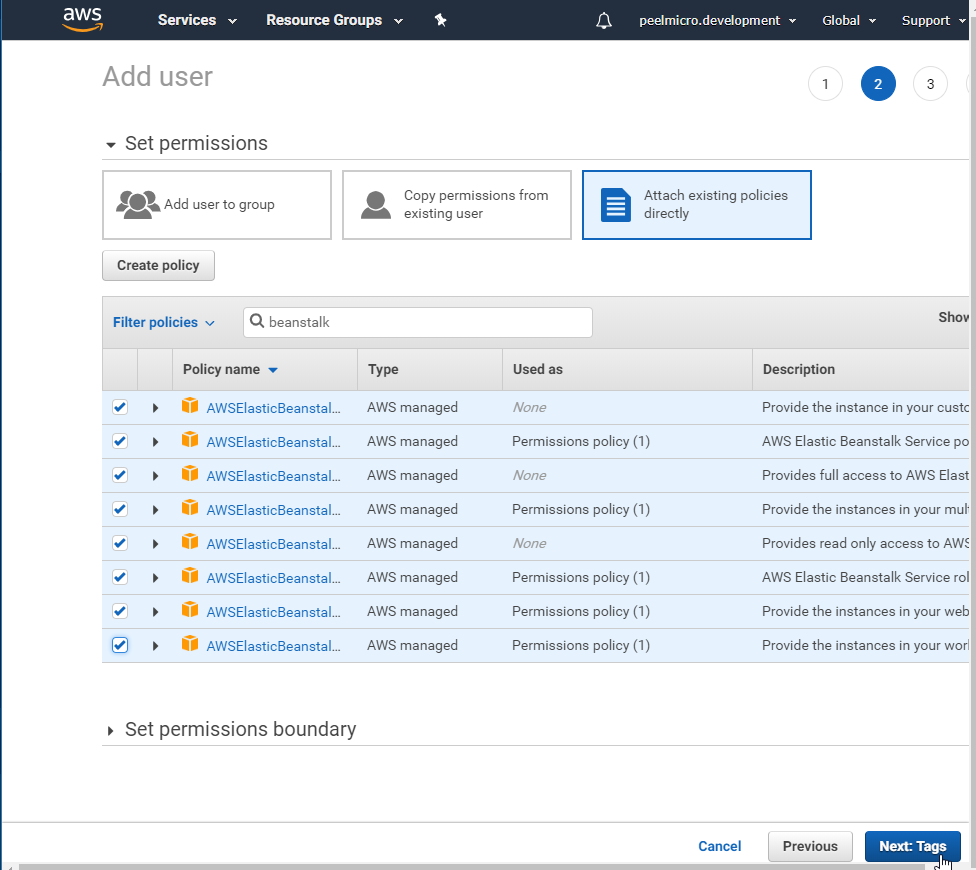 aws Services Resource Groups peelmicro.development Global Support
Add user
1 2 3
Set permissions
Add user to group
Copy permissions from existing user
Attach existing policies directly
Create policy
Filter policies beanstalk Show
Policy name Type Used as Description
AWSElasticBeanstal... AWS managed None Provide the instance in your custo
AWSElasticBeanstal... AWS managed Permissions policy (1) AWS Elastic Beanstalk Service po
AWSElasticBeanstal... AWS managed None Provides full access to AWS Elast
AWSElasticBeanstal... AWS managed Permissions policy (1) Provide the instances in your mul
AWSElasticBeanstal... AWS managed None Provides read only access to AWS
AWSElasticBeanstal... AWS managed Permissions policy (1) AWS Elastic Beanstalk Service rol
AWSElasticBeanstal... AWS managed Permissions policy (1) Provide the instances in your web
AWSElasticBeanstal... AWS managed Permissions policy (1) Provide the instances in your wor
Set permissions boundary
Cancel Previous Next: Tags